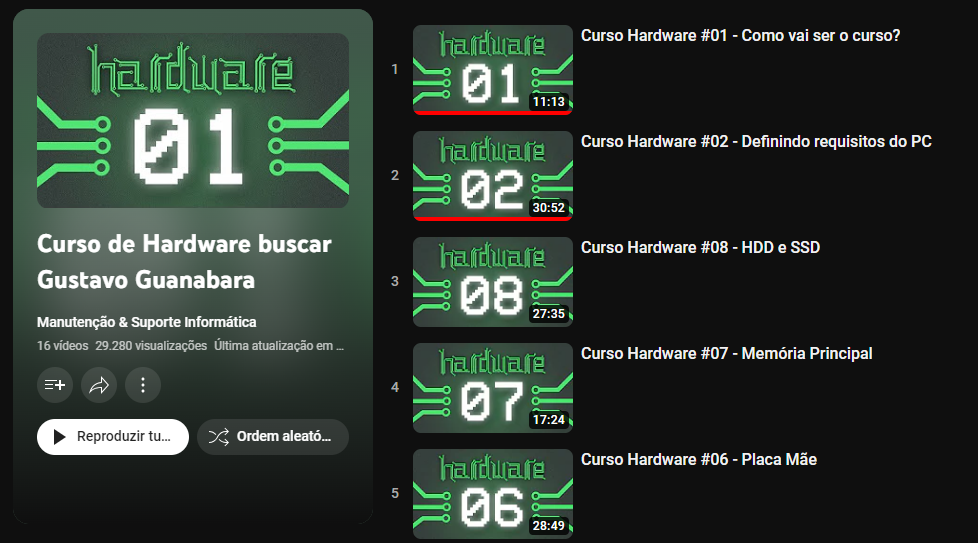 hardware
01
Curso de Hardware buscar
Gustavo Guanabara
Manutenção & Suporte Informática
16 vídeos 29.280 visualizações Última atualização em ...
Reproduzir tu...
Ordem aleató...
1
hardware
01
11:13
Curso Hardware #01 - Como vai ser o curso?
2
hardware
02
30:52
Curso Hardware #02 - Definindo requisitos do PC
3
hardware
08
27:35
Curso Hardware #08 - HDD e SSD
4
hardware
07
17:24
Curso Hardware #07 - Memória Principal
5
hardware
06
28:49
Curso Hardware #06 - Placa Mãe